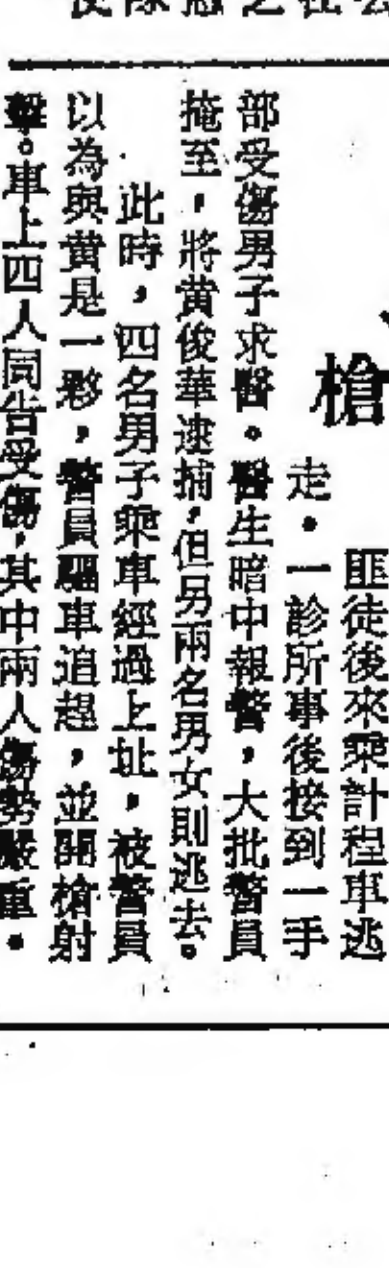 槍
匪徒後來乘計程車逃
走。一診所事後接到一手
部受傷男子求醫。醫生暗中報警，大批警員
掩至，將黄俊華逮捕，但另兩名男女則逃去。
此時，四名男子乘車經過上址，被警員
以為與黄是一夥，警員驅車追趕，並開槍射
擊。車上四人同告受傷，其中兩人傷勢嚴重。